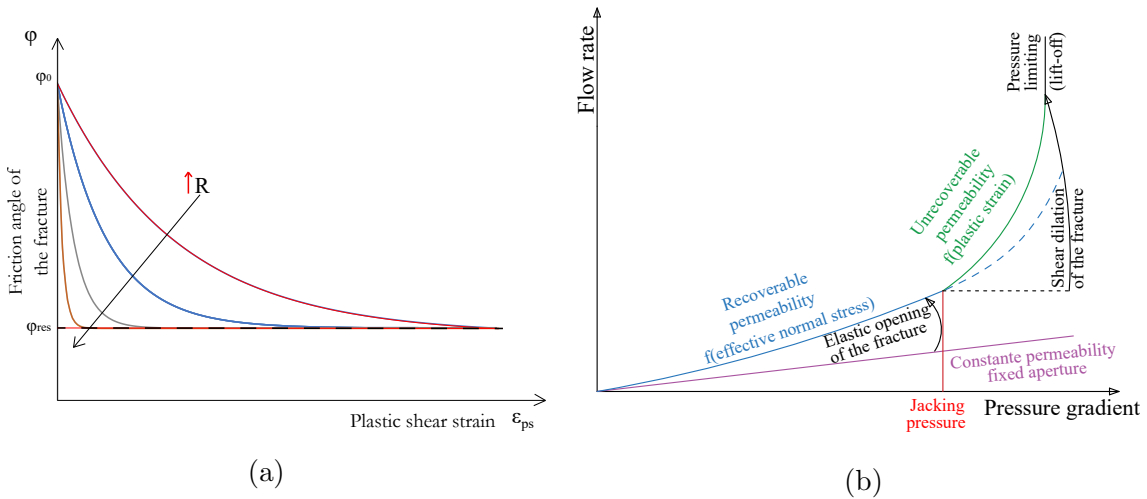 φ
φ₀
Friction angle of
the fracture
↑R
φres
Plastic shear strain εps
(a)
Flow rate
Pressure
limiting
(lift-off)
Unrecoverable
permeability
f(plastic strain)
Shear dilation
of the fracture
Recoverable
permeability
f(effective normal stress)
Elastic opening
of the fracture
Constante permeability
fixed aperture
Jacking
pressure
Pressure gradient
(b)